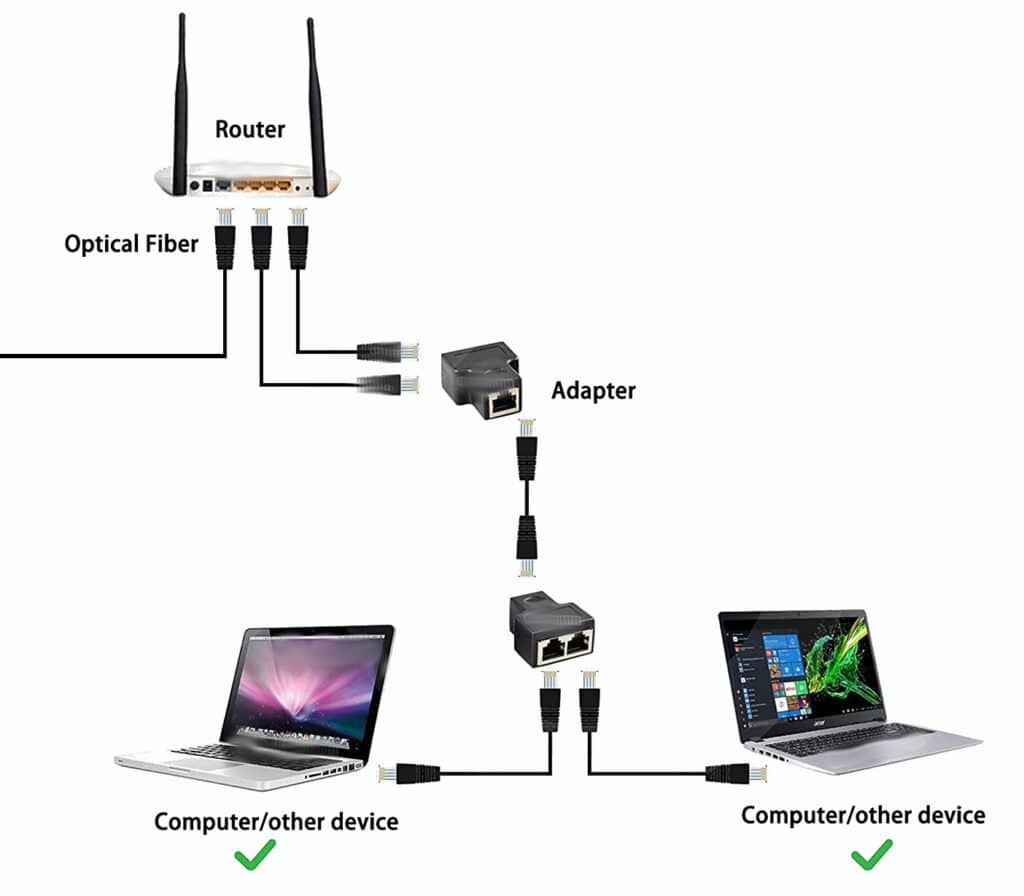 Router
Optical Fiber
Adapter
Computer/other device
Computer/other device